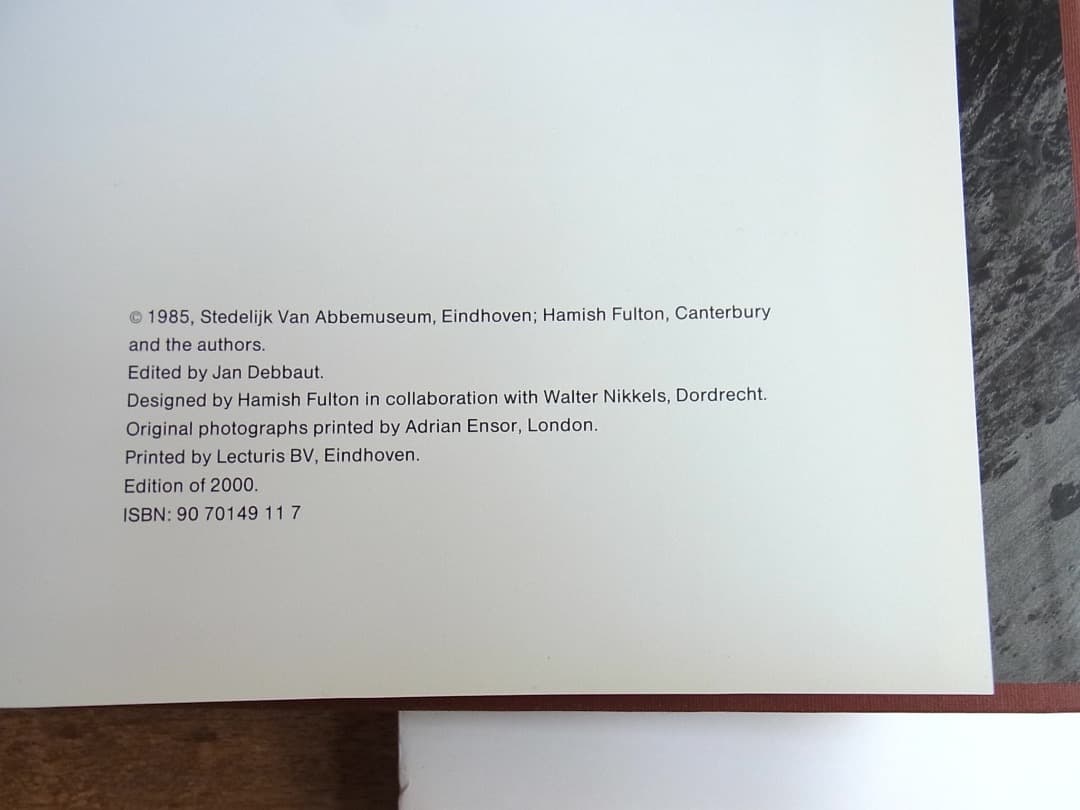 © 1985, Stedelijk Van Abbemuseum, Eindhoven; Hamish Fulton, Canterbury
and the authors.
Edited by Jan Debbaut.
Designed by Hamish Fulton in collaboration with Walter Nikkels, Dordrecht.
Original photographs printed by Adrian Ensor, London.
Printed by Lecturis BV, Eindhoven.
Edition of 2000.
ISBN: 90 70149 11 7